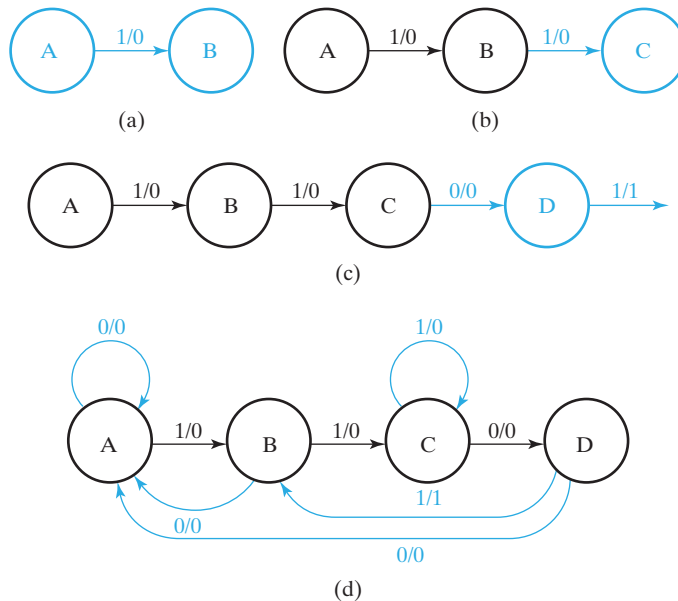 1/0 1/0 1/0
A B A B C
(a) (b)
1/0 1/0 0/0 1/1
A B C D
(c)
0/0 1/0
1/0 1/0 0/0
A B C D
1/1
0/0
0/0
(d)